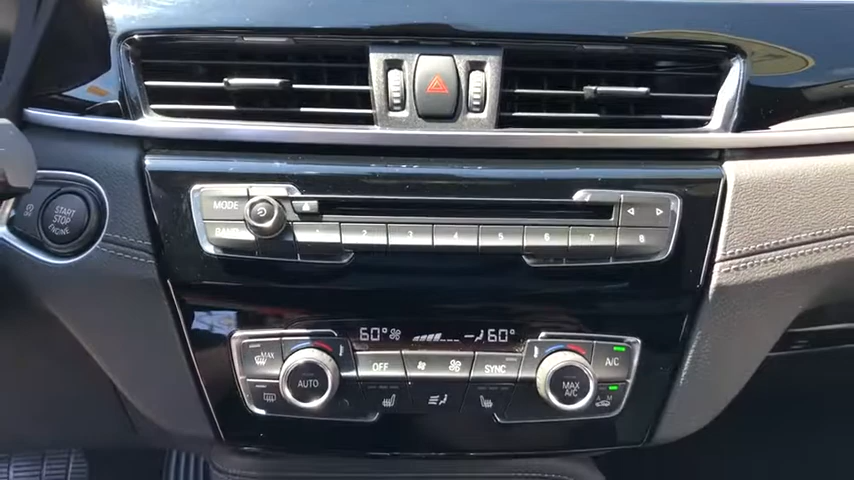 START
STOP
ENGINE
MODE
BAND
1 2 3 4 5 6 7 8
60° 60°
MAX
AUTO
OFF
SYNC
MAX
A/C
A/C
A M